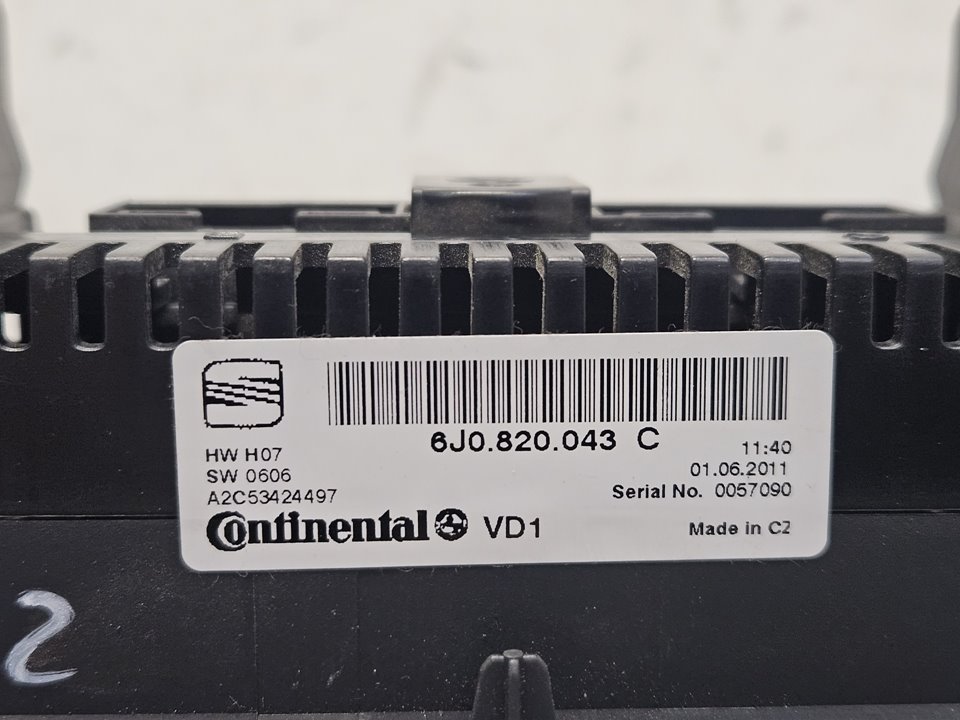 6J0.820.043 C
HW H07
SW 0606
A2C53424497
11:40
01.06.2011
Serial No. 0057090
Continental VD1
Made in CZ
2